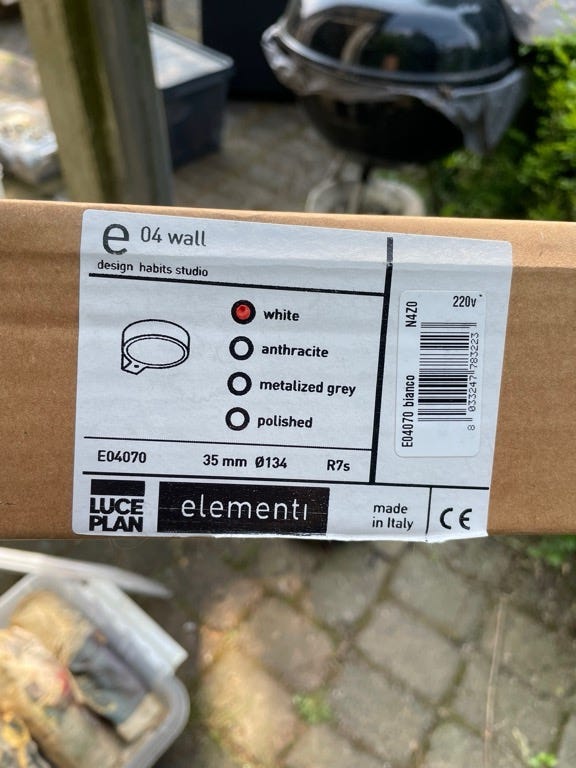 e 04 wall
design habits studio
white
anthracite
metalized grey
polished
E04070 35 mm Ø134 R7s
LUCE
PLAN
elementi
made
in Italy
CE
220v
N4Z0
E04070 bianco
8 033247 783223